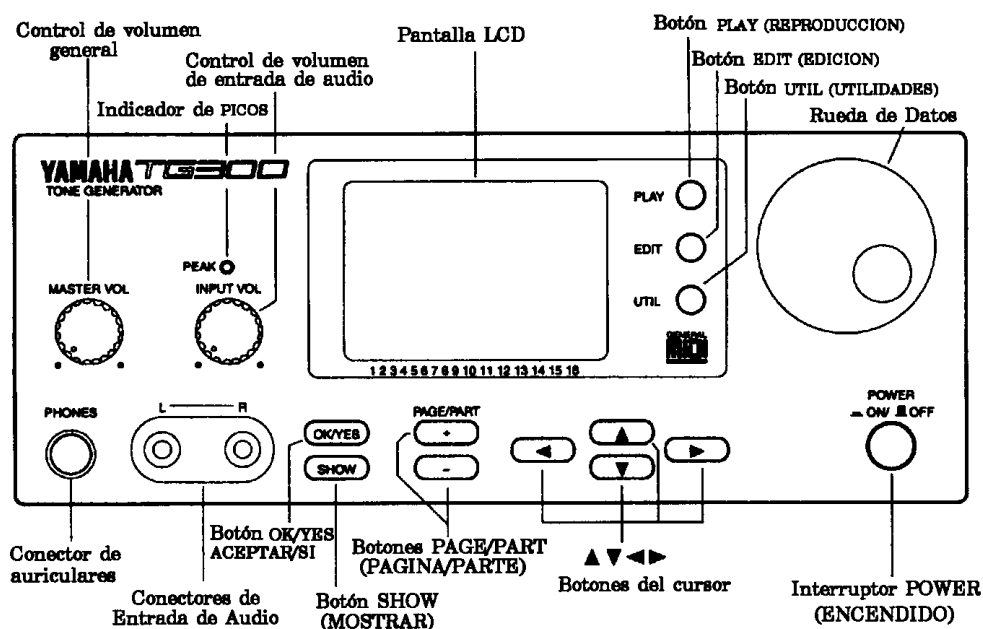 Control de volumen
general
Control de volumen
de entrada de audio
Indicador de PICOS
Pantalla LCD
Botón PLAY (REPRODUCCION)
Botón EDIT (EDICION)
Botón UTIL (UTILIDADES)
Rueda de Datos
YAMAHA TG300
TONE GENERATOR
PEAK
MASTER VOL
INPUT VOL
PLAY
EDIT
UTIL
GENERAL
MIDI
1 2 3 4 5 6 7 8 9 10 11 12 13 14 15 16
PHONES
L R
OK/YES
SHOW
PAGE/PART
+
-
◀ ▲ ▼ ▶
POWER
ON/ OFF
Conector de
auriculares
Conectores de
Entrada de Audio
Botón OK/YES
ACEPTAR/SI
Botón SHOW
(MOSTRAR)
Botones PAGE/PART
(PAGINA/PARTE)
▲ ▼ ◀ ▶
Botones del cursor
Interruptor POWER
(ENCENDIDO)